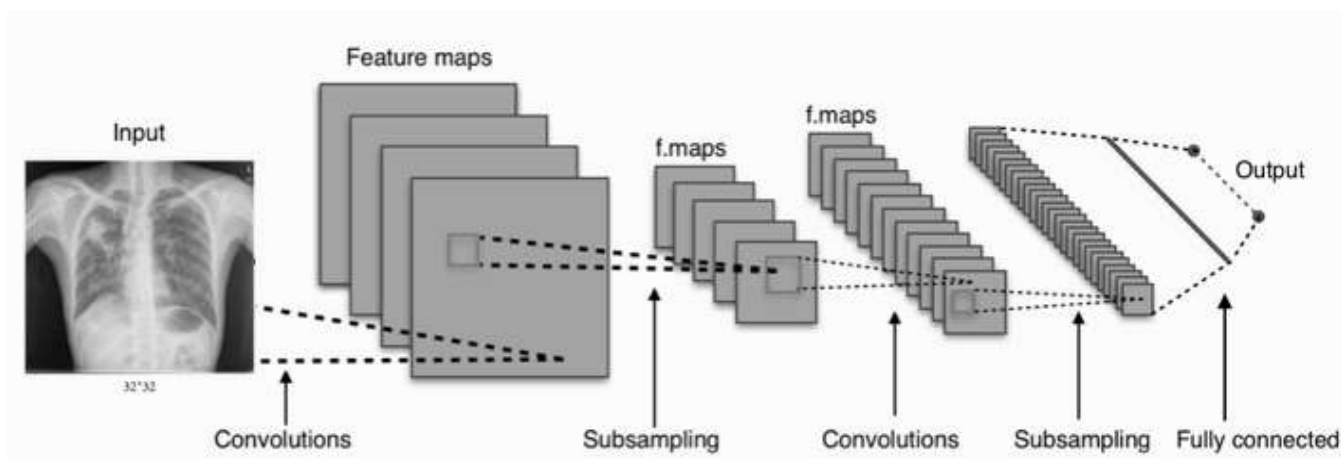 Feature maps
Input
f.maps
f.maps
Output
32*32
Convolutions
Subsampling
Convolutions
Subsampling
Fully connected